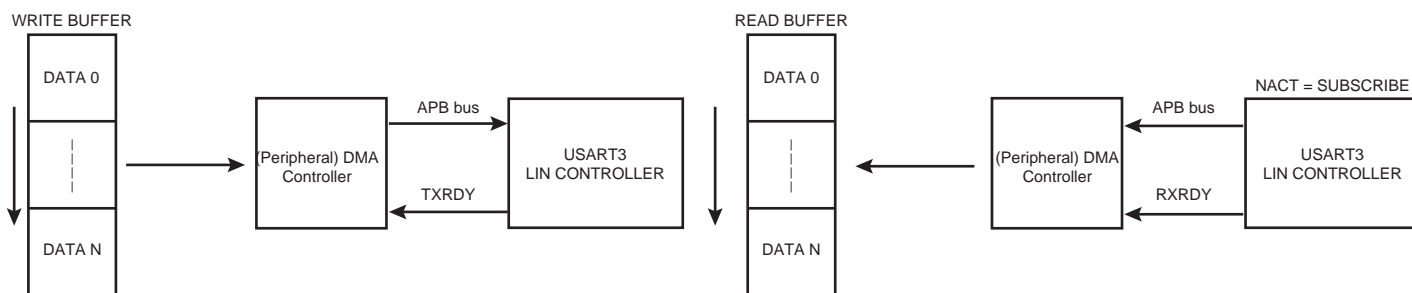 WRITE BUFFER
DATA 0
DATA N
(Peripheral) DMA
Controller
APB bus
TXRDY
USART3
LIN CONTROLLER
READ BUFFER
DATA 0
DATA N
(Peripheral) DMA
Controller
APB bus
RXRDY
NACT = SUBSCRIBE
USART3
LIN CONTROLLER